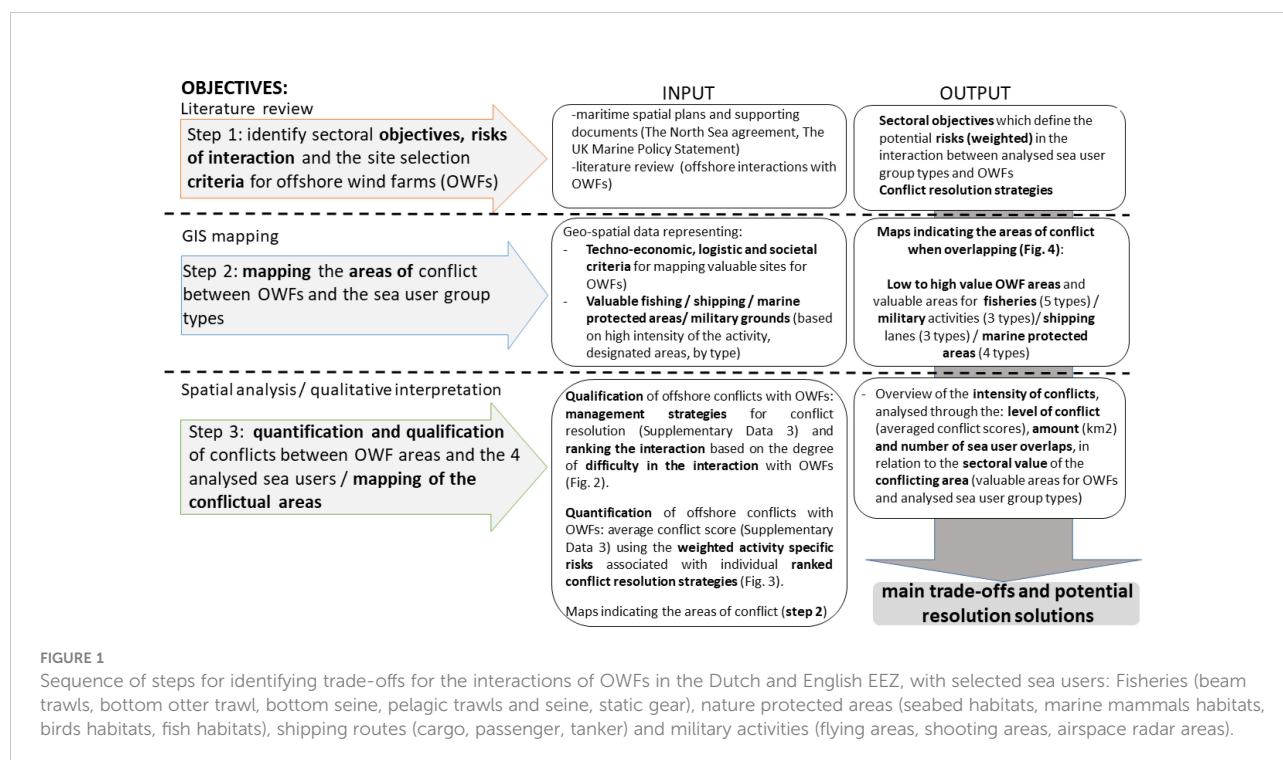 OBJECTIVES:
Literature review
Step 1: identify sectoral objectives, risks
of interaction and the site selection
criteria for offshore wind farms (OWFs)
INPUT
-maritime spatial plans and supporting
documents (The North Sea agreement, The
UK Marine Policy Statement)
-literature review (offshore interactions with
OWFs)
OUTPUT
Sectoral objectives which define the
potential risks (weighted) in the
interaction between analysed sea user
group types and OWFs
Conflict resolution strategies
GIS mapping
Step 2: mapping the areas of conflict
between OWFs and the sea user group
types
Geo-spatial data representing:
- Techno-economic, logistic and societal
criteria for mapping valuable sites for
OWFs)
- Valuable fishing / shipping / marine
protected areas/ military grounds (based
on high intensity of the activity,
designated areas, by type)
Maps indicating the areas of conflict
when overlapping (Fig. 4):
Low to high value OWF areas and
valuable areas for fisheries (5 types) /
military activities (3 types)/ shipping
lanes (3 types) / marine protected
areas (4 types)
Spatial analysis / qualitative interpretation
Step 3: quantification and qualification
of conflicts between OWF areas and the 4
analysed sea users / mapping of the
conflictual areas
Qualification of offshore conflicts with OWFs:
management strategies for conflict
resolution (Supplementary Data 3) and
ranking the interaction based on the degree
of difficulty in the interaction with OWFs
(Fig. 2).
Quantification of offshore conflicts with
OWFs: average conflict score (Supplementary
Data 3) using the weighted activity specific
risks associated with individual ranked
conflict resolution strategies (Fig. 3).
Maps indicating the areas of conflict (step 2)
- Overview of the intensity of conflicts,
analysed through the: level of conflict
(averaged conflict scores), amount (km2)
and number of sea user overlaps, in
relation to the sectoral value of the
conflicting area (valuable areas for OWFs
and analysed sea user group types)
main trade-offs and potential
resolution solutions
FIGURE 1
Sequence of steps for identifying trade-offs for the interactions of OWFs in the Dutch and English EEZ, with selected sea users: Fisheries (beam
trawls, bottom otter trawl, bottom seine, pelagic trawls and seine, static gear), nature protected areas (seabed habitats, marine mammals habitats,
birds habitats, fish habitats), shipping routes (cargo, passenger, tanker) and military activities (flying areas, shooting areas, airspace radar areas).